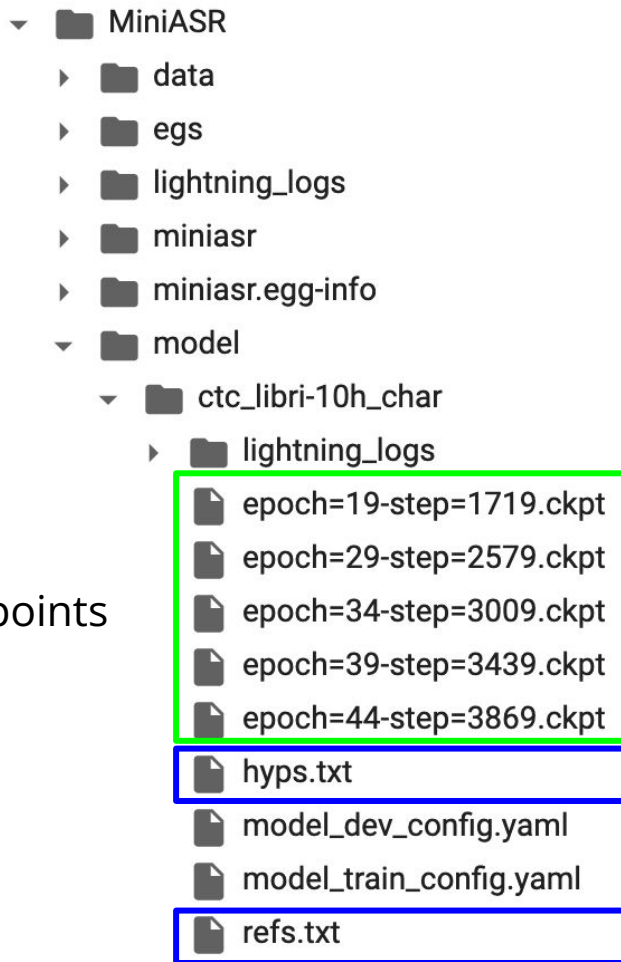 MiniASR
data
egs
lightning_logs
miniasr
miniasr.egg-info
model
ctc_libri-10h_char
lightning_logs
epoch=19-step=1719.ckpt
epoch=29-step=2579.ckpt
points
epoch=34-step=3009.ckpt
epoch=39-step=3439.ckpt
epoch=44-step=3869.ckpt
hyps.txt
model_dev_config.yaml
model_train_config.yaml
refs.txt